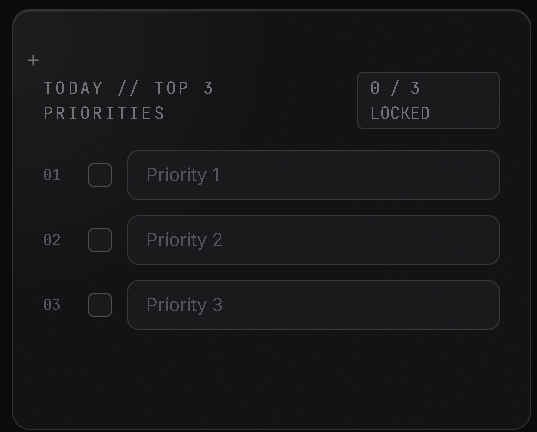 +
TODAY // TOP 3
PRIORITIES
0 / 3
LOCKED
01 Priority 1
02 Priority 2
03 Priority 3